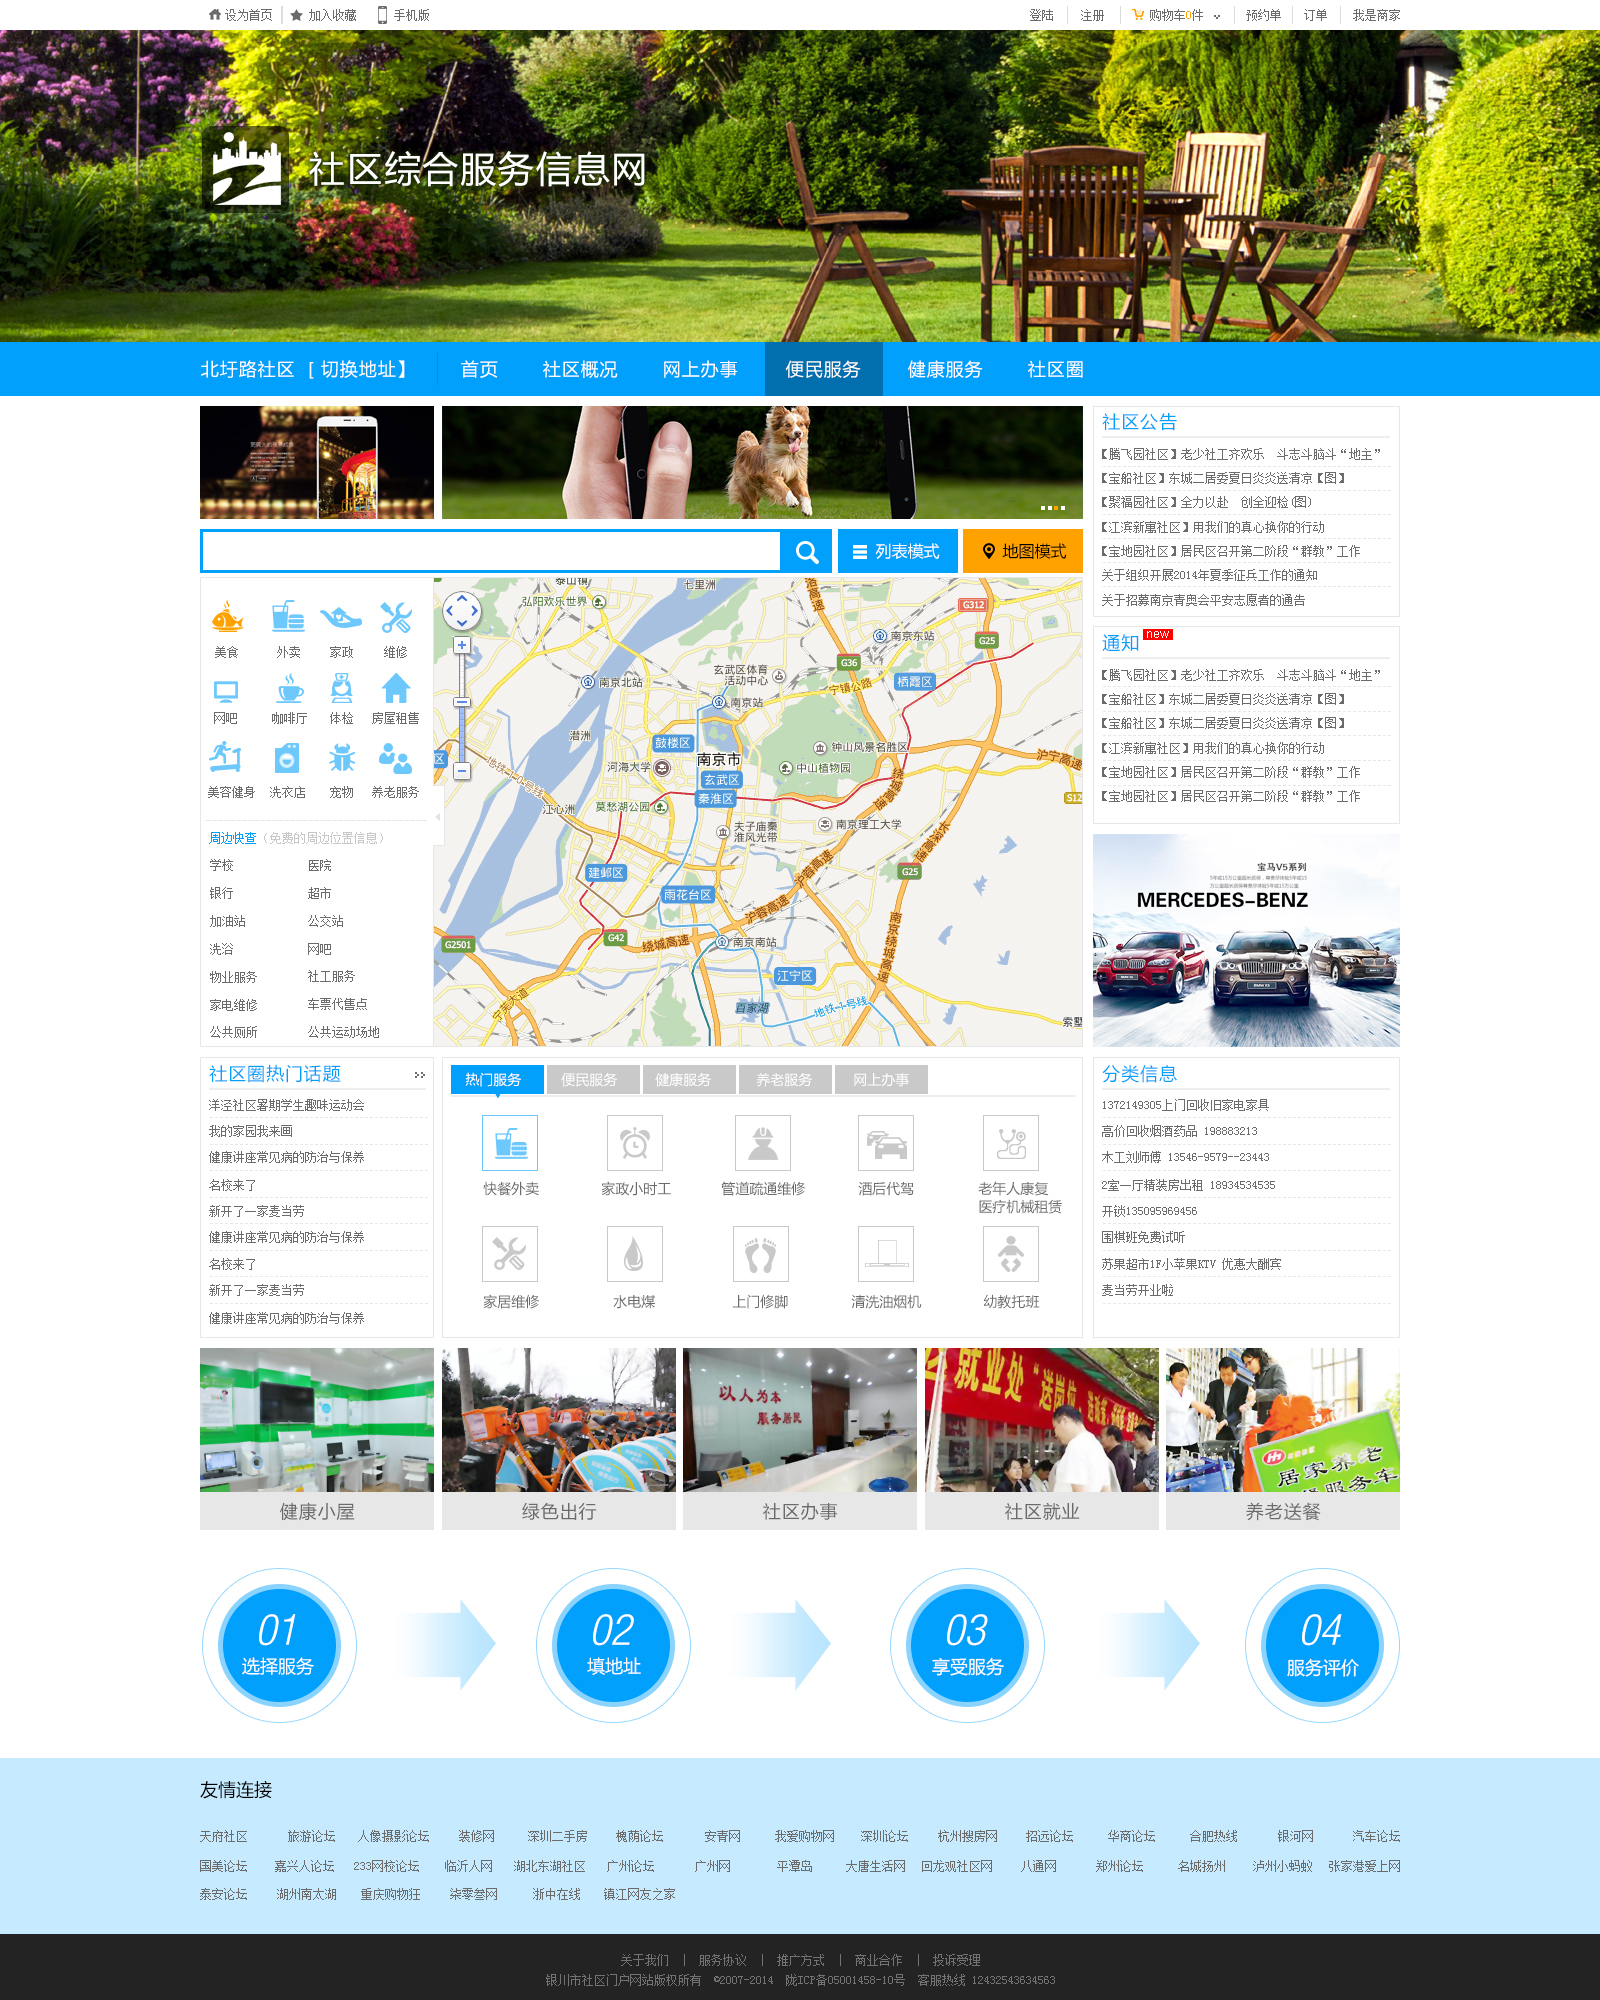 设为首页 加入收藏 手机版 登陆 注册 购物车0件 预约单 订单 我是商家
社区综合服务信息网
北圩路社区 [ 切换地址】 首页 社区概况 网上办事 便民服务 健康服务 社区圈
列表模式 地图模式
美食 外卖 家政 维修
网吧 咖啡厅 体检 房屋租售
美容健身 洗衣店 宠物 养老服务
周边快查（免费的周边位置信息）
学校 医院
银行 超市
加油站 公交站
洗浴 网吧
物业服务 社工服务
家电维修 车票代售点
公共厕所 公共运动场地
泰山镇 七里洲
弘阳欢乐世界
G312
南京东站
G25
G36
玄武区体育
活动中心
宁镇公路
栖霞区
南京北站
南京站
潜洲
鼓楼区
钟山风景名胜区
南京市
河海大学
中山植物园
玄武区
秦淮区
江心洲
莫愁湖公园
夫子庙秦
淮风光带
南京理工大学
建邺区
G25
雨花台区
G42
G2501
绕城高速
南京南站
江宁区
百家湖
地铁1号线
宁芜大道
沪宁高速
沪蓉高速
长深高速
南京绕城高速
索墅
社区公告
【腾飞园社区】老少社工齐欢乐 斗志斗脑斗“地主”
【宝船社区】东城二居委夏日炎炎送清凉【图】
【聚福园社区】全力以赴 创全迎检(图)
【江滨新寓社区】用我们的真心换你的行动
【宝地园社区】居民区召开第二阶段“群教”工作
关于组织开展2014年夏季征兵工作的通知
关于招募南京青奥会平安志愿者的通告
通知 new
【腾飞园社区】老少社工齐欢乐 斗志斗脑斗“地主”
【宝船社区】东城二居委夏日炎炎送清凉【图】
【宝船社区】东城二居委夏日炎炎送清凉【图】
【江滨新寓社区】用我们的真心换你的行动
【宝地园社区】居民区召开第二阶段“群教”工作
【宝地园社区】居民区召开第二阶段“群教”工作
宝马V5系列
MERCEDES-BENZ
社区圈热门话题
洋泾社区暑期学生趣味运动会
我的家园我来画
健康讲座常见病的防治与保养
名校来了
新开了一家麦当劳
健康讲座常见病的防治与保养
名校来了
新开了一家麦当劳
健康讲座常见病的防治与保养
热门服务 便民服务 健康服务 养老服务 网上办事
快餐外卖 家政小时工 管道疏通维修 酒后代驾 老年人康复
医疗机械租赁
家居维修 水电煤 上门修脚 清洗油烟机 幼教托班
分类信息
1372149305上门回收旧家电家具
高价回收烟酒药品 198883213
木工刘师傅 13546-9579--23443
2室一厅精装房出租 18934534535
开锁135095969456
围棋班免费试听
苏果超市1F小苹果KTV 优惠大酬宾
麦当劳开业啦
以人为本
服务居民
就业处
送岗位
居家养老
服务车
健康小屋 绿色出行 社区办事 社区就业 养老送餐
01 02 03 04
选择服务 填地址 享受服务 服务评价
友情连接
天府社区 旅游论坛 人像摄影论坛 装修网 深圳二手房 槐荫论坛 安青网 我爱购物网 深圳论坛 杭州搜房网 招远论坛 华商论坛 合肥热线 银河网 汽车论坛
国美论坛 嘉兴人论坛 233网校论坛 临沂人网 湖北东湖社区 广州论坛 广州网 平潭岛 大唐生活网 回龙观社区网 八通网 郑州论坛 名城扬州 泸州小蚂蚁 张家港爱上网
泰安论坛 湖州南太湖 重庆购物狂 柒零叁网 浙中在线 镇江网友之家
关于我们 | 服务协议 | 推广方式 | 商业合作 | 投诉受理
银川市社区门户网站版权所有 ©2007-2014 陇ICP备05001458-10号 客服热线 12432543634563